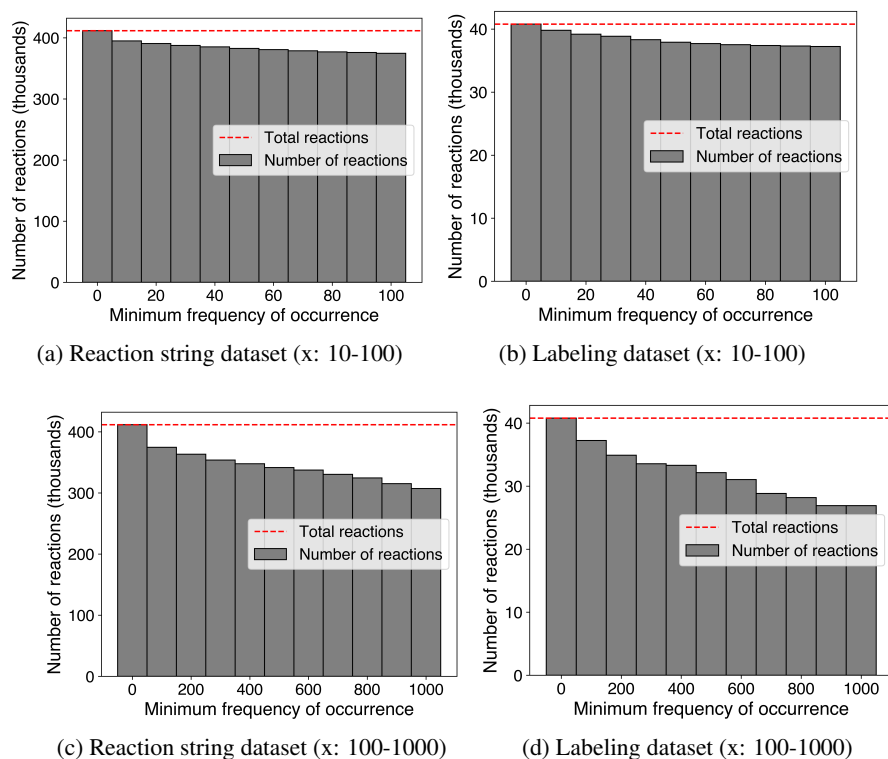 Number of reactions (thousands)
400
300
200
100
0
Total reactions
Number of reactions
0 20 40 60 80 100
Minimum frequency of occurrence
(a) Reaction string dataset (x: 10-100)
Number of reactions (thousands)
40
30
20
10
0
Total reactions
Number of reactions
0 20 40 60 80 100
Minimum frequency of occurrence
(b) Labeling dataset (x: 10-100)
Number of reactions (thousands)
400
300
200
100
0
Total reactions
Number of reactions
0 200 400 600 800 1000
Minimum frequency of occurrence
(c) Reaction string dataset (x: 100-1000)
Number of reactions (thousands)
40
30
20
10
0
Total reactions
Number of reactions
0 200 400 600 800 1000
Minimum frequency of occurrence
(d) Labeling dataset (x: 100-1000)